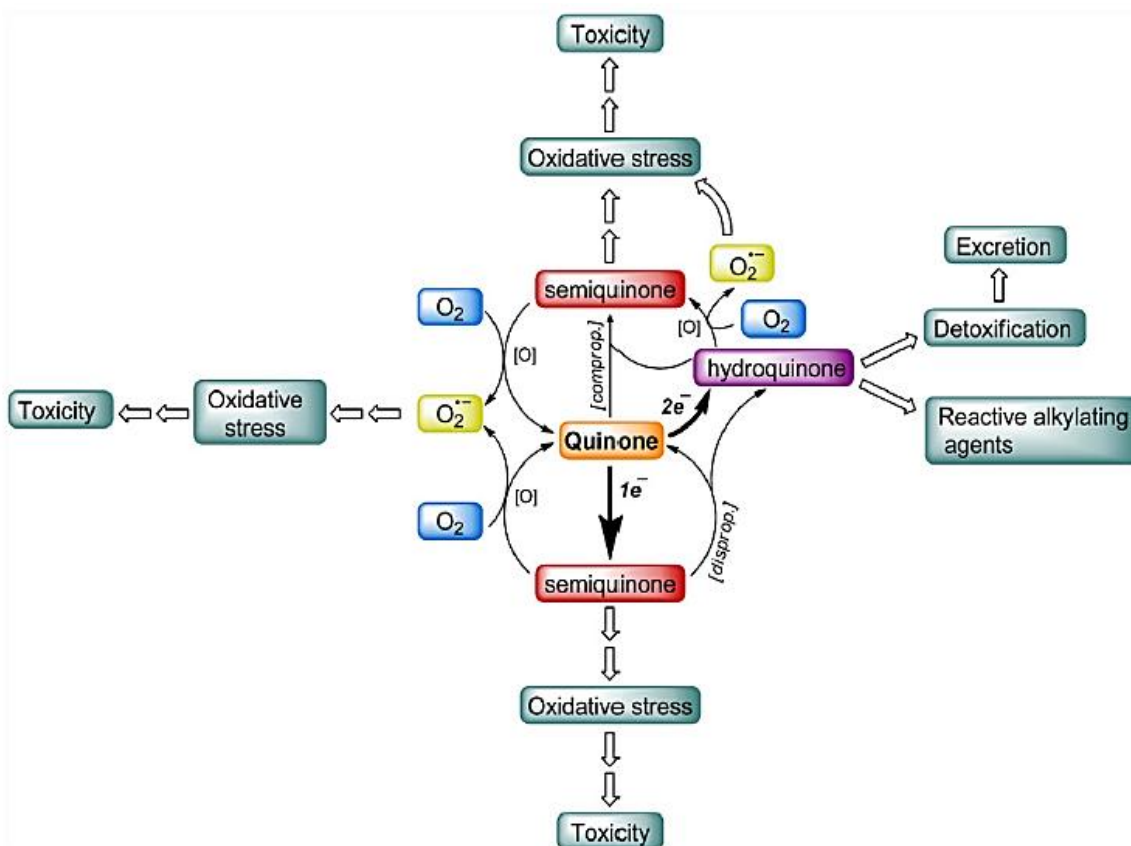 Toxicity
Oxidative stress
O2•−
Excretion
semiquinone
O2
[O]
O2
Detoxification
[O]
[comprop.]
hydroquinone
2e−
Toxicity
Oxidative
stress
O2•−
Quinone
Reactive alkylating
agents
1e−
[O]
O2
[disprop.]
semiquinone
Oxidative stress
Toxicity